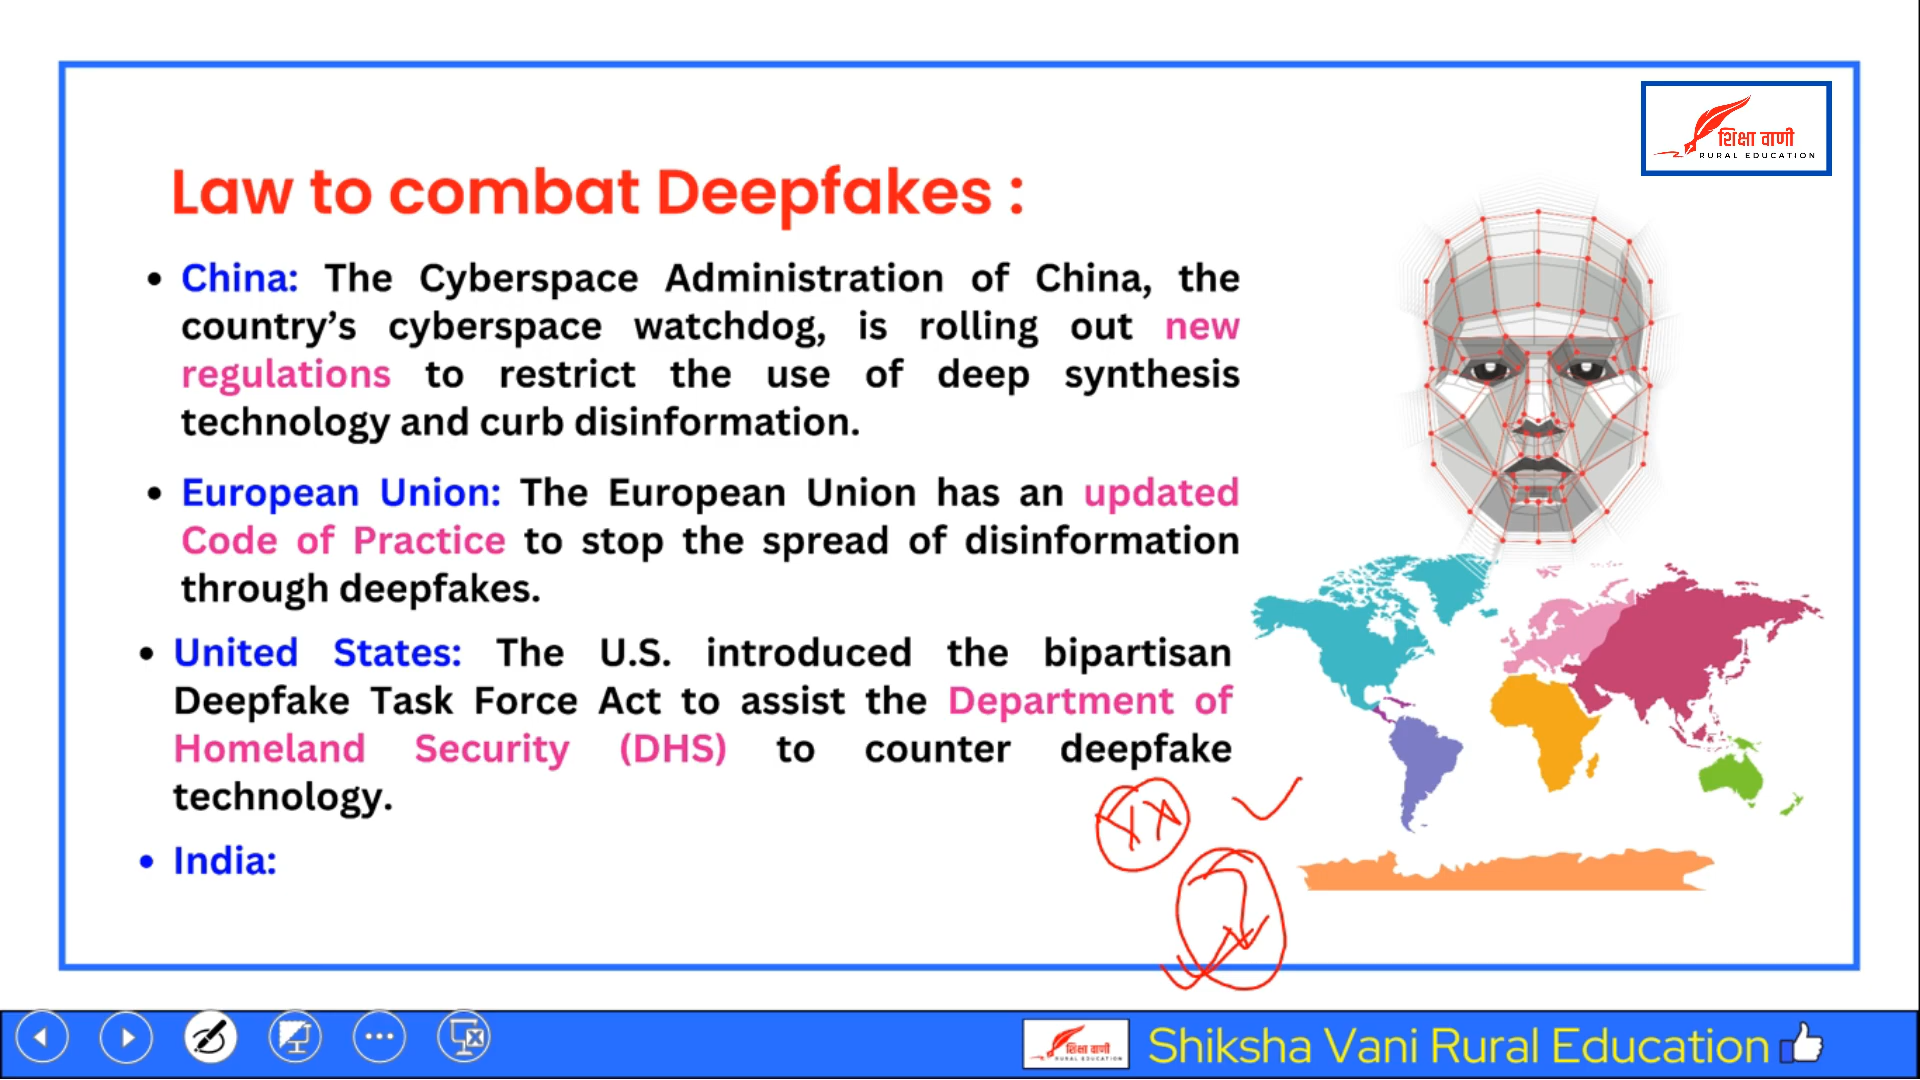 शिक्षा वाणी
RURAL EDUCATION
Law to combat Deepfakes :
• China: The Cyberspace Administration of China, the
country’s cyberspace watchdog, is rolling out new
regulations to restrict the use of deep synthesis
technology and curb disinformation.
• European Union: The European Union has an updated
Code of Practice to stop the spread of disinformation
through deepfakes.
• United States: The U.S. introduced the bipartisan
Deepfake Task Force Act to assist the Department of
Homeland Security (DHS) to counter deepfake
technology.
• India:
शिक्षा वाणी
RURAL EDUCATION
Shiksha Vani Rural Education